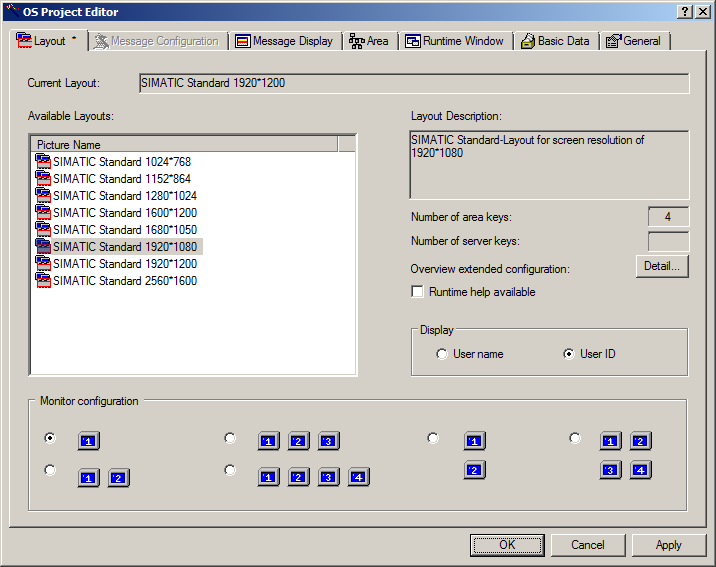 OS Project Editor
Layout *
Message Configuration
Message Display
Area
Runtime Window
Basic Data
General
Current Layout:
SIMATIC Standard 1920*1200
Available Layouts:
Picture Name
SIMATIC Standard 1024*768
SIMATIC Standard 1152*864
SIMATIC Standard 1280*1024
SIMATIC Standard 1600*1200
SIMATIC Standard 1680*1050
SIMATIC Standard 1920*1080
SIMATIC Standard 1920*1200
SIMATIC Standard 2560*1600
Layout Description:
SIMATIC Standard-Layout for screen resolution of
1920*1080
Number of area keys:
4
Number of server keys:
Overview extended configuration:
Detail...
Runtime help available
Display
User name
User ID
Monitor configuration
1
1 2 3
1
1 2
1 2
1 2 3 4
2
3 4
OK
Cancel
Apply